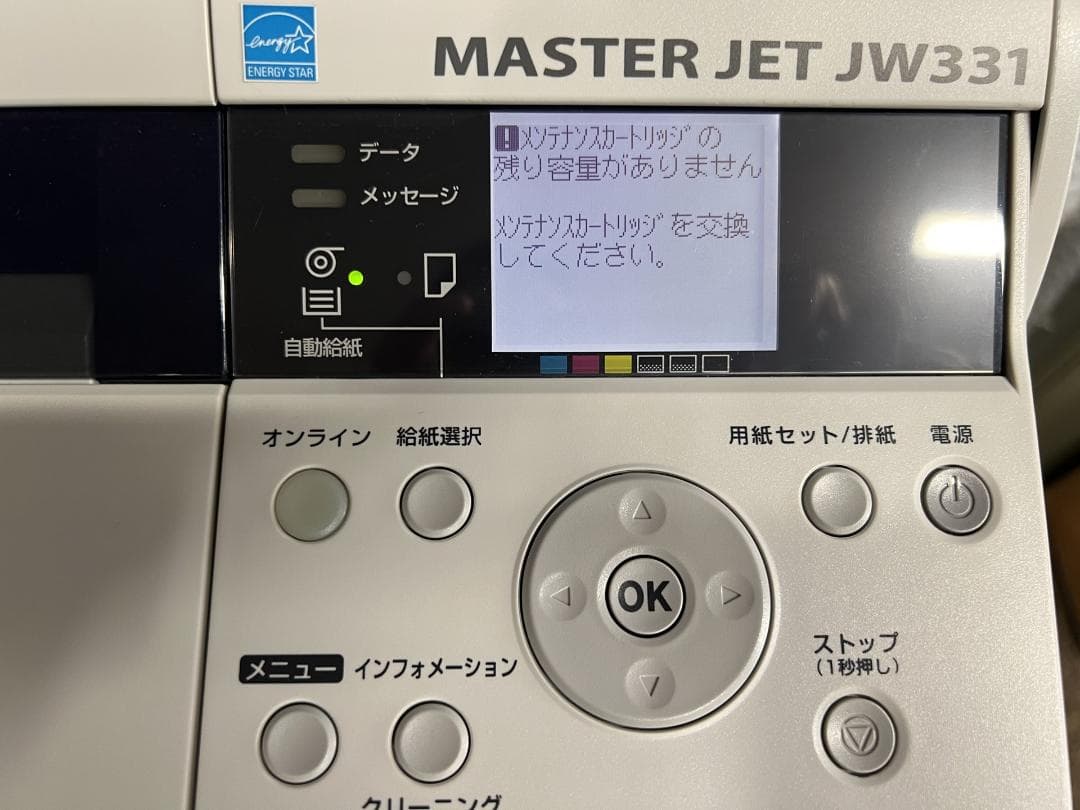 energy
ENERGY STAR
MASTER JET JW331
データ
メッセージ
自動給紙
!ﾒﾝﾃﾅﾝｽｶｰﾄﾘｯｼﾞの
残り容量がありません
ﾒﾝﾃﾅﾝｽｶｰﾄﾘｯｼﾞを交換
してください。
オンライン
給紙選択
用紙セット/排紙
電源
OK
メニュー
インフォメーション
ストップ
(1秒押し)
クリーニング